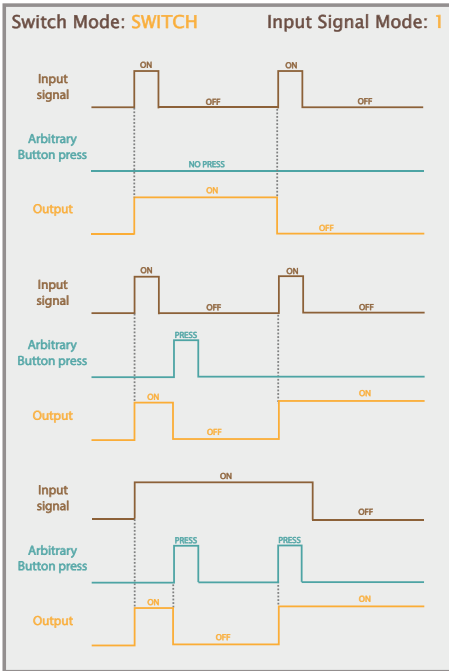 Switch Mode: SWITCH Input Signal Mode: 1
ON ON
Input
signal
OFF OFF
Arbitrary
Button press
NO PRESS
ON
Output
OFF
ON ON
Input
signal
OFF OFF
PRESS
Arbitrary
Button press
ON ON
Output
OFF
ON
Input
signal
OFF
PRESS PRESS
Arbitrary
Button press
ON ON
Output
OFF